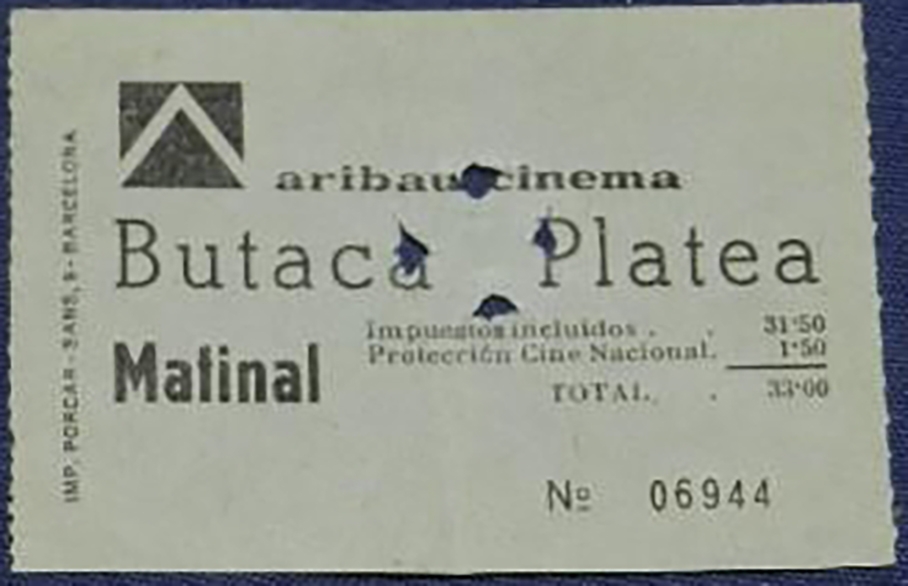 aribau cinema
Butaca Platea
Matinal
Impuestos incluidos . . 31'50
Protección Cine Nacional. 1'50
TOTAL. . 33'00
Nº 06944
IMP. PORCAR - SANS, 5 - BARCELONA